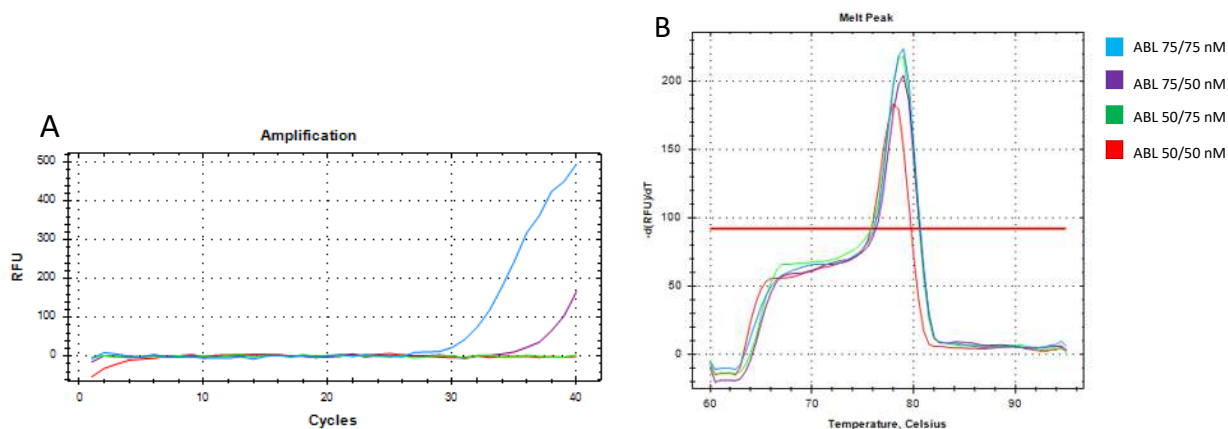 A
Amplification
RFU
500
400
300
200
100
0
0
10
20
30
40
Cycles
B
Melt Peak
-d(RFU)/dT
200
150
100
50
0
60
70
80
90
Temperature, Celsius
ABL 75/75 nM
ABL 75/50 nM
ABL 50/75 nM
ABL 50/50 nM